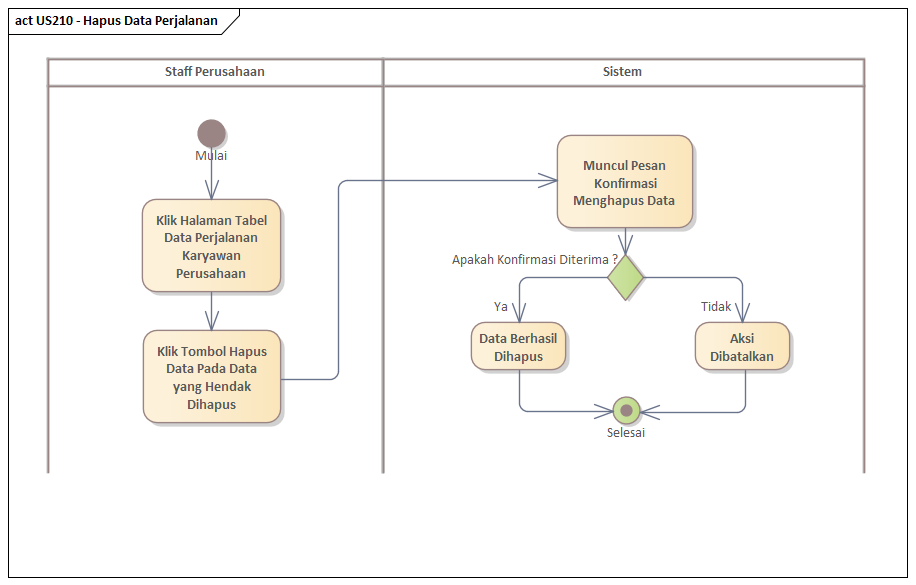 act US210 - Hapus Data Perjalanan
Staff Perusahaan
Sistem
Mulai
Klik Halaman Tabel
Data Perjalanan
Karyawan
Perusahaan
Klik Tombol Hapus
Data Pada Data
yang Hendak
Dihapus
Muncul Pesan
Konfirmasi
Menghapus Data
Apakah Konfirmasi Diterima ?
Ya
Tidak
Data Berhasil
Dihapus
Aksi
Dibatalkan
Selesai